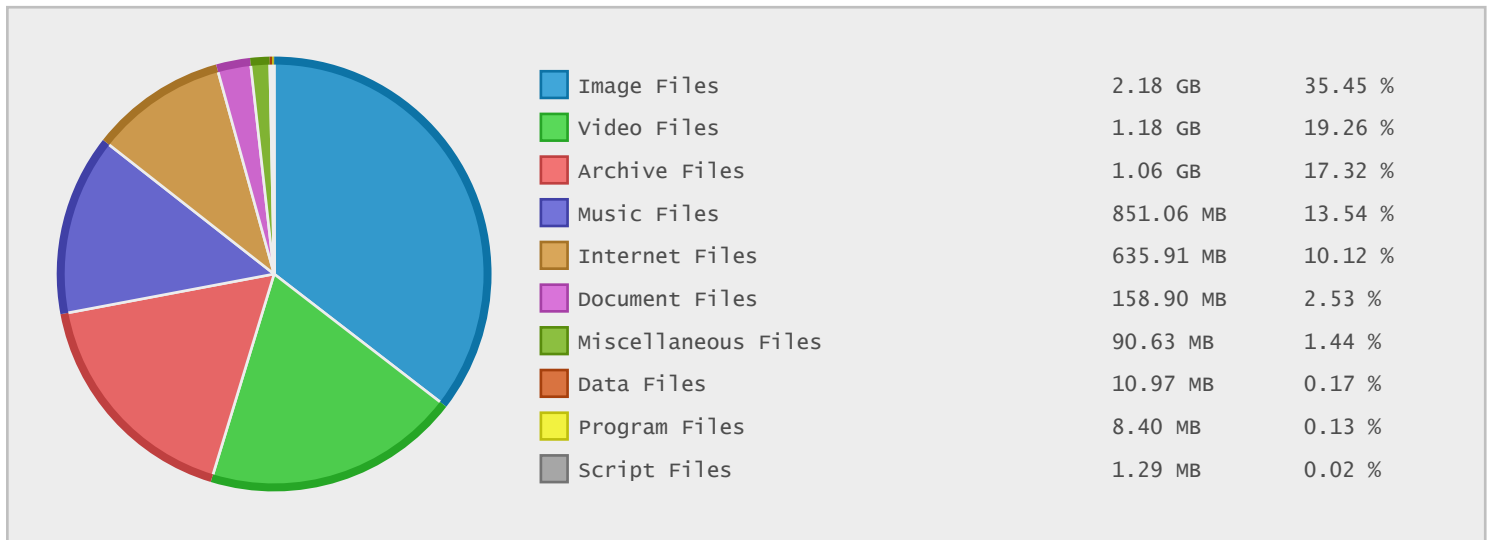 Image Files 2.18 GB 35.45 %
Video Files 1.18 GB 19.26 %
Archive Files 1.06 GB 17.32 %
Music Files 851.06 MB 13.54 %
Internet Files 635.91 MB 10.12 %
Document Files 158.90 MB 2.53 %
Miscellaneous Files 90.63 MB 1.44 %
Data Files 10.97 MB 0.17 %
Program Files 8.40 MB 0.13 %
Script Files 1.29 MB 0.02 %